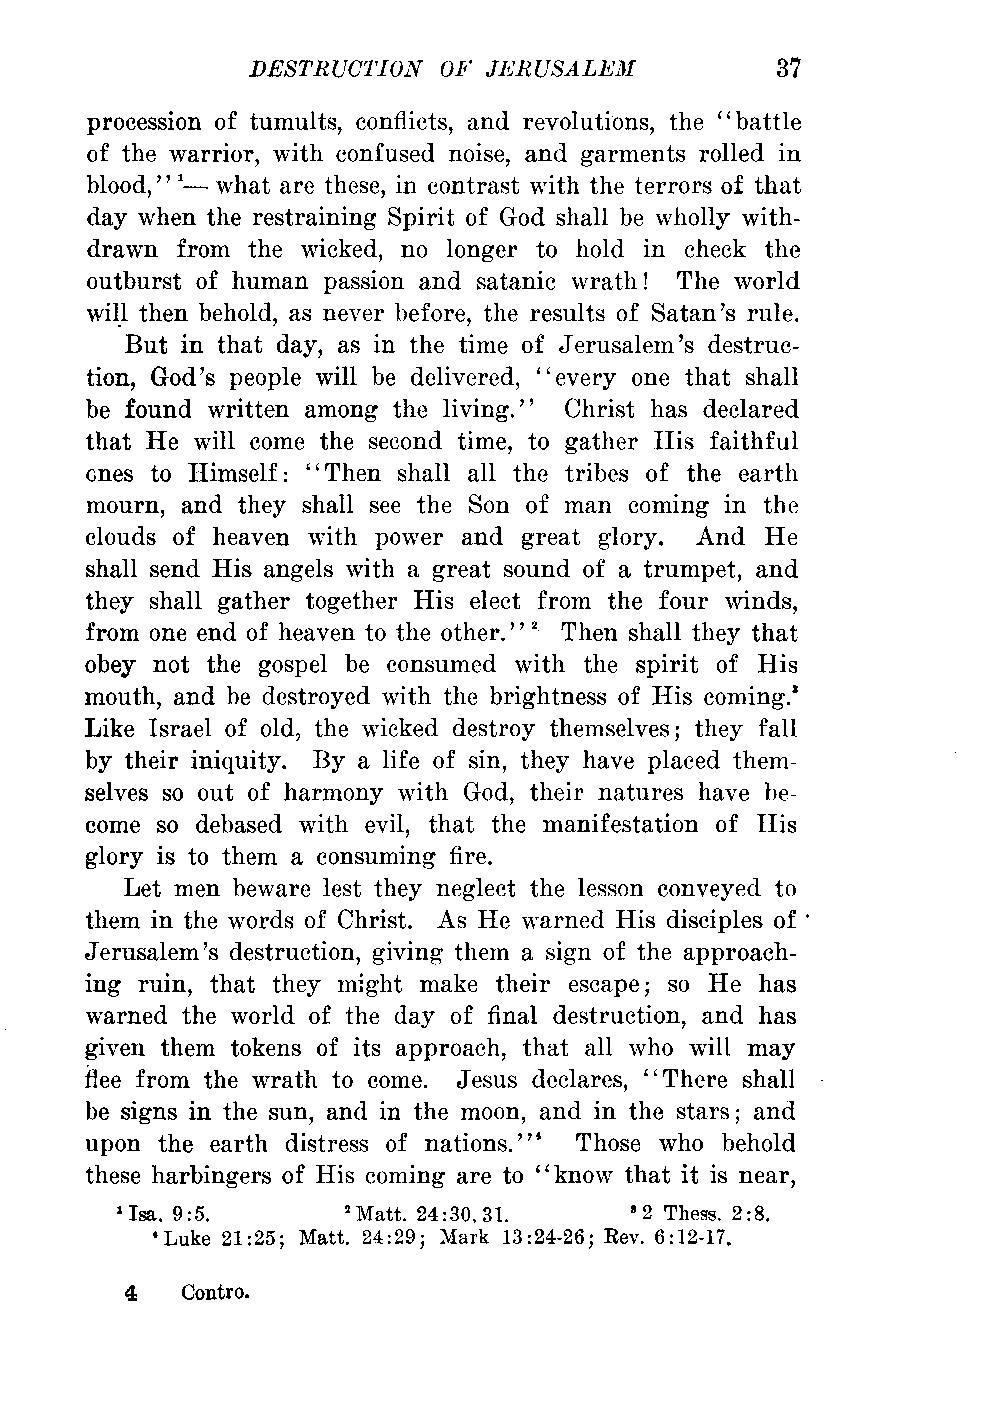 DESTRUCTION OF JERUSALEM 37
procession of tumults, conflicts, and revolutions, the "battle
of the warrior, with confused noise, and garments rolled in
blood," ¹— what are these, in contrast with the terrors of that
day when the restraining Spirit of God shall be wholly with-
drawn from the wicked, no longer to hold in check the
outburst of human passion and satanic wrath! The world
will then behold, as never before, the results of Satan's rule.
But in that day, as in the time of Jerusalem's destruc-
tion, God's people will be delivered, "every one that shall
be found written among the living." Christ has declared
that He will come the second time, to gather His faithful
ones to Himself: "Then shall all the tribes of the earth
mourn, and they shall see the Son of man coming in the
clouds of heaven with power and great glory. And He
shall send His angels with a great sound of a trumpet, and
they shall gather together His elect from the four winds,
from one end of heaven to the other." ² Then shall they that
obey not the gospel be consumed with the spirit of His
mouth, and be destroyed with the brightness of His coming.³
Like Israel of old, the wicked destroy themselves; they fall
by their iniquity. By a life of sin, they have placed them-
selves so out of harmony with God, their natures have be-
come so debased with evil, that the manifestation of His
glory is to them a consuming fire.
Let men beware lest they neglect the lesson conveyed to
them in the words of Christ. As He warned His disciples of
Jerusalem's destruction, giving them a sign of the approach-
ing ruin, that they might make their escape; so He has
warned the world of the day of final destruction, and has
given them tokens of its approach, that all who will may
flee from the wrath to come. Jesus declares, "There shall
be signs in the sun, and in the moon, and in the stars; and
upon the earth distress of nations."⁴ Those who behold
these harbingers of His coming are to "know that it is near,
¹ Isa. 9:5. ² Matt. 24:30, 31. ³ 2 Thess. 2:8.
⁴ Luke 21:25; Matt. 24:29; Mark 13:24-26; Rev. 6:12-17.
4 Contro.